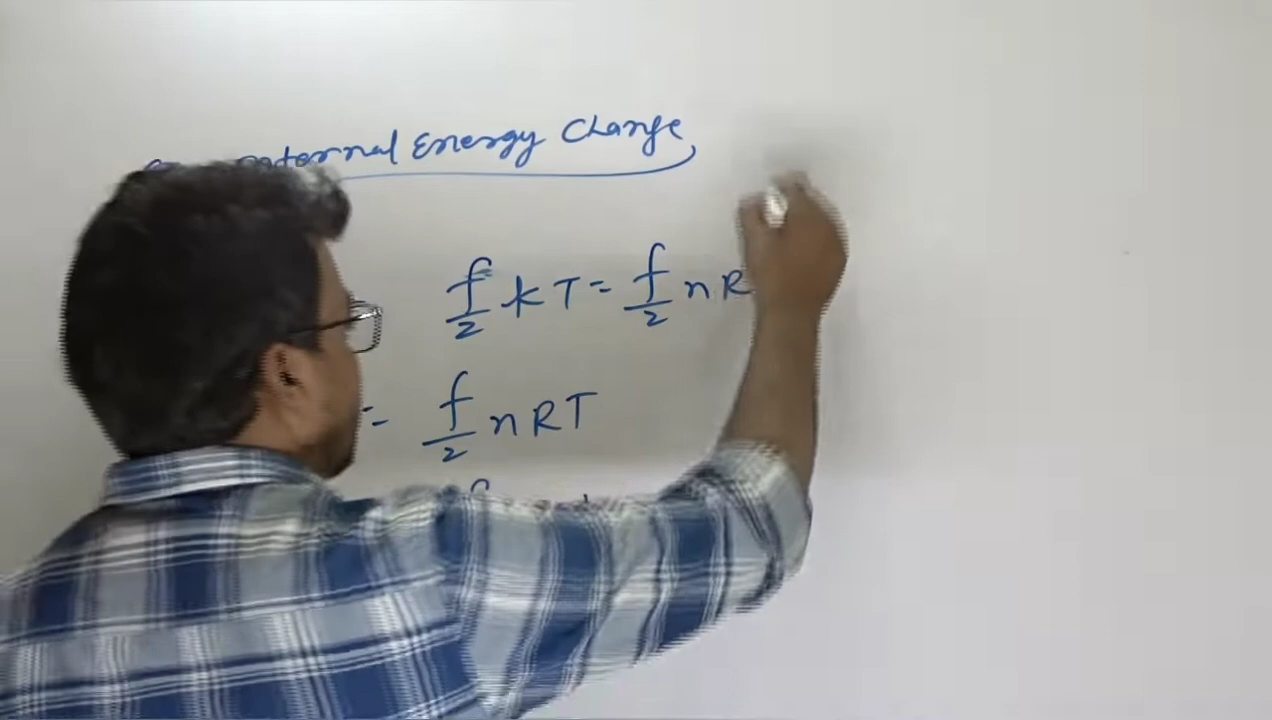 Internal Energy Change
f/2 kT = f/2 nR
= f/2 nRT